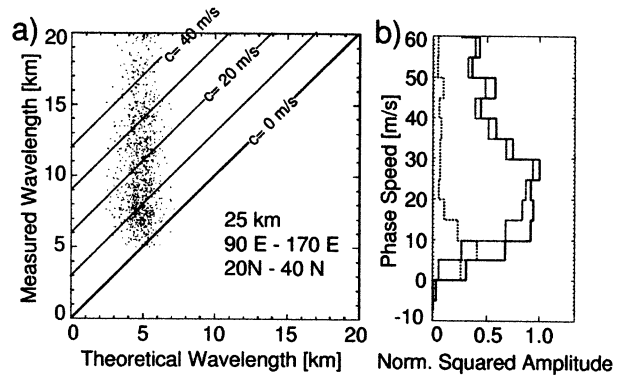 a)
b)
20
15
10
5
0
Measured Wavelength [km]
c= 40 m/s
c= 20 m/s
c= 0 m/s
25 km
90 E - 170 E
20N - 40 N
0
5
10
15
20
Theoretical Wavelength [km]
60
50
40
30
20
10
0
-10
Phase Speed [m/s]
0
0.5
1.0
Norm. Squared Amplitude